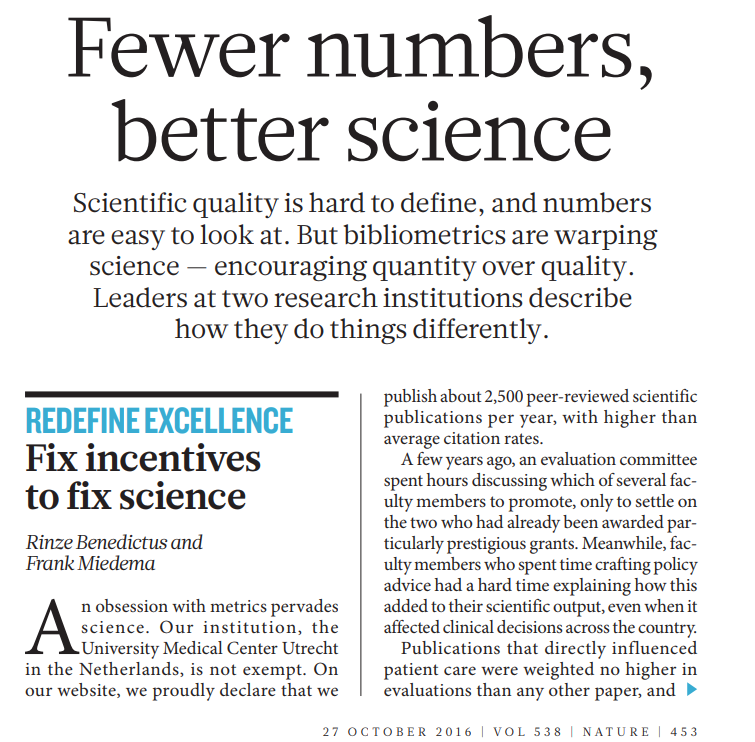 Fewer numbers,
better science
Scientific quality is hard to define, and numbers
are easy to look at. But bibliometrics are warping
science — encouraging quantity over quality.
Leaders at two research institutions describe
how they do things differently.
REDEFINE EXCELLENCE
Fix incentives
to fix science
Rinze Benedictus and
Frank Miedema
An obsession with metrics pervades
science. Our institution, the
University Medical Center Utrecht
in the Netherlands, is not exempt. On
our website, we proudly declare that we
publish about 2,500 peer-reviewed scientific
publications per year, with higher than
average citation rates.
A few years ago, an evaluation committee
spent hours discussing which of several fac-
ulty members to promote, only to settle on
the two who had already been awarded par-
ticularly prestigious grants. Meanwhile, fac-
ulty members who spent time crafting policy
advice had a hard time explaining how this
added to their scientific output, even when it
affected clinical decisions across the country.
Publications that directly influenced
patient care were weighted no higher in
evaluations than any other paper, and
27 OCTOBER 2016 | VOL 538 | NATURE | 453